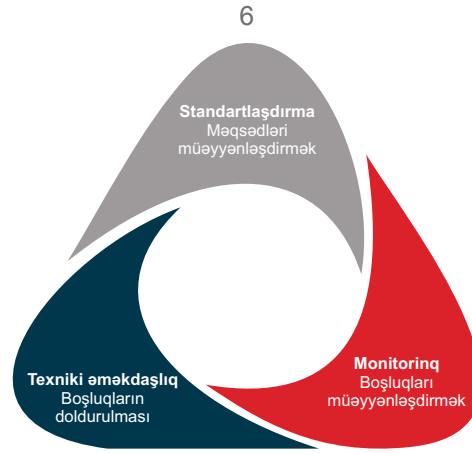 6
Standartlaşdırma
Məqsədləri
müəyyənləşdirmək
Monitorinq
Boşluqları
müəyyənləşdirmək
Texniki əməkdaşlıq
Boşluqların
doldurulması